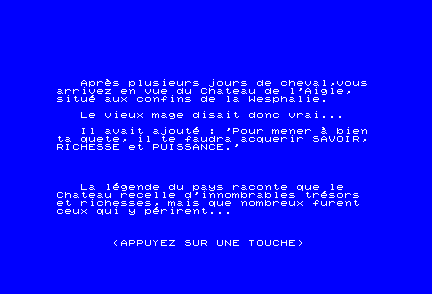 Après plusieurs jours de cheval,vous
arrivez en vue du Chateau de l'Aigle,
situé aux confins de la Wesphalie.
Le vieux mage disait donc vrai...
Il avait ajouté : 'Pour mener à bien
ta quete, il te faudra acquerir SAVOIR,
RICHESSE et PUISSANCE.'
La légende du pays raconte que le
Chateau recelle d'innombrables trésors
et richesses, mais que nombreux furent
ceux qui y périrent...
(APPUYEZ SUR UNE TOUCHE)